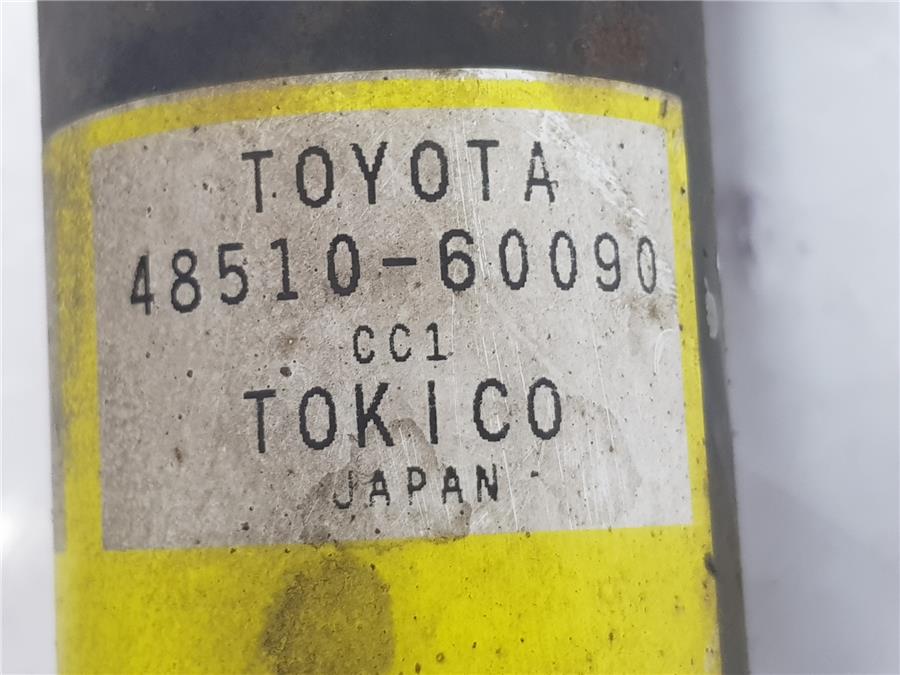 TOYOTA
48510-60090
CC1
TOKICO
JAPAN